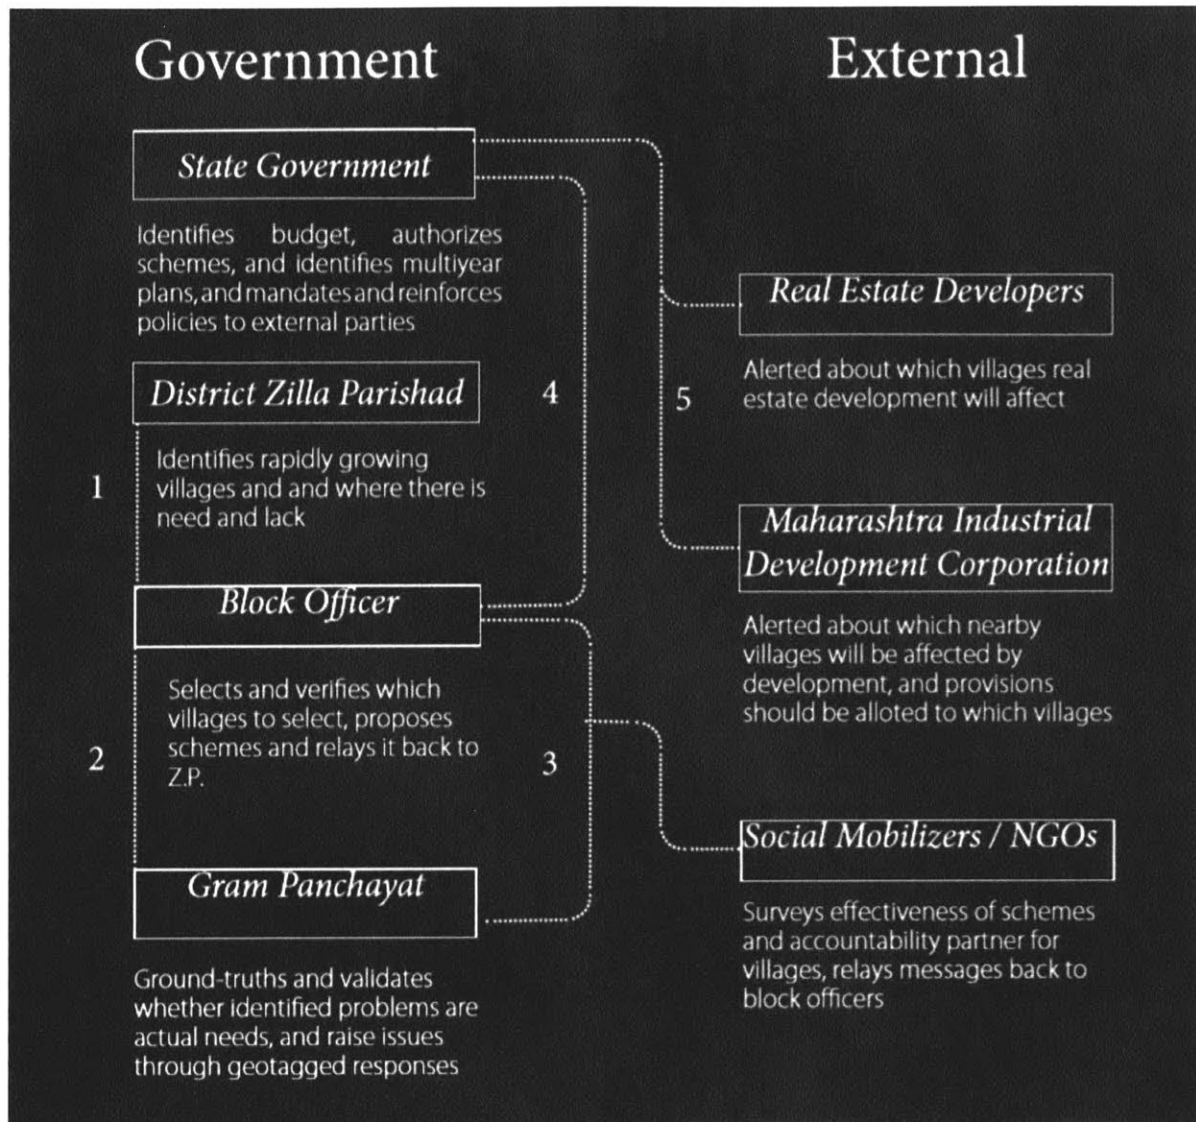 Government
State Government
Identifies budget, authorizes
schemes, and identifies multiyear
plans, and mandates and reinforces
policies to external parties
District Zilla Parishad
1
Identifies rapidly growing
villages and and where there is
need and lack
Block Officer
2
Selects and verifies which
villages to select, proposes
schemes and relays it back to
Z.P.
Gram Panchayat
Ground-truths and validates
whether identified problems are
actual needs, and raise issues
through geotagged responses
4
3
5
External
Real Estate Developers
Alerted about which villages real
estate development will affect
Maharashtra Industrial
Development Corporation
Alerted about which nearby
villages will be affected by
development, and provisions
should be alloted to which villages
Social Mobilizers / NGOs
Surveys effectiveness of schemes
and accountability partner for
villages, relays messages back to
block officers